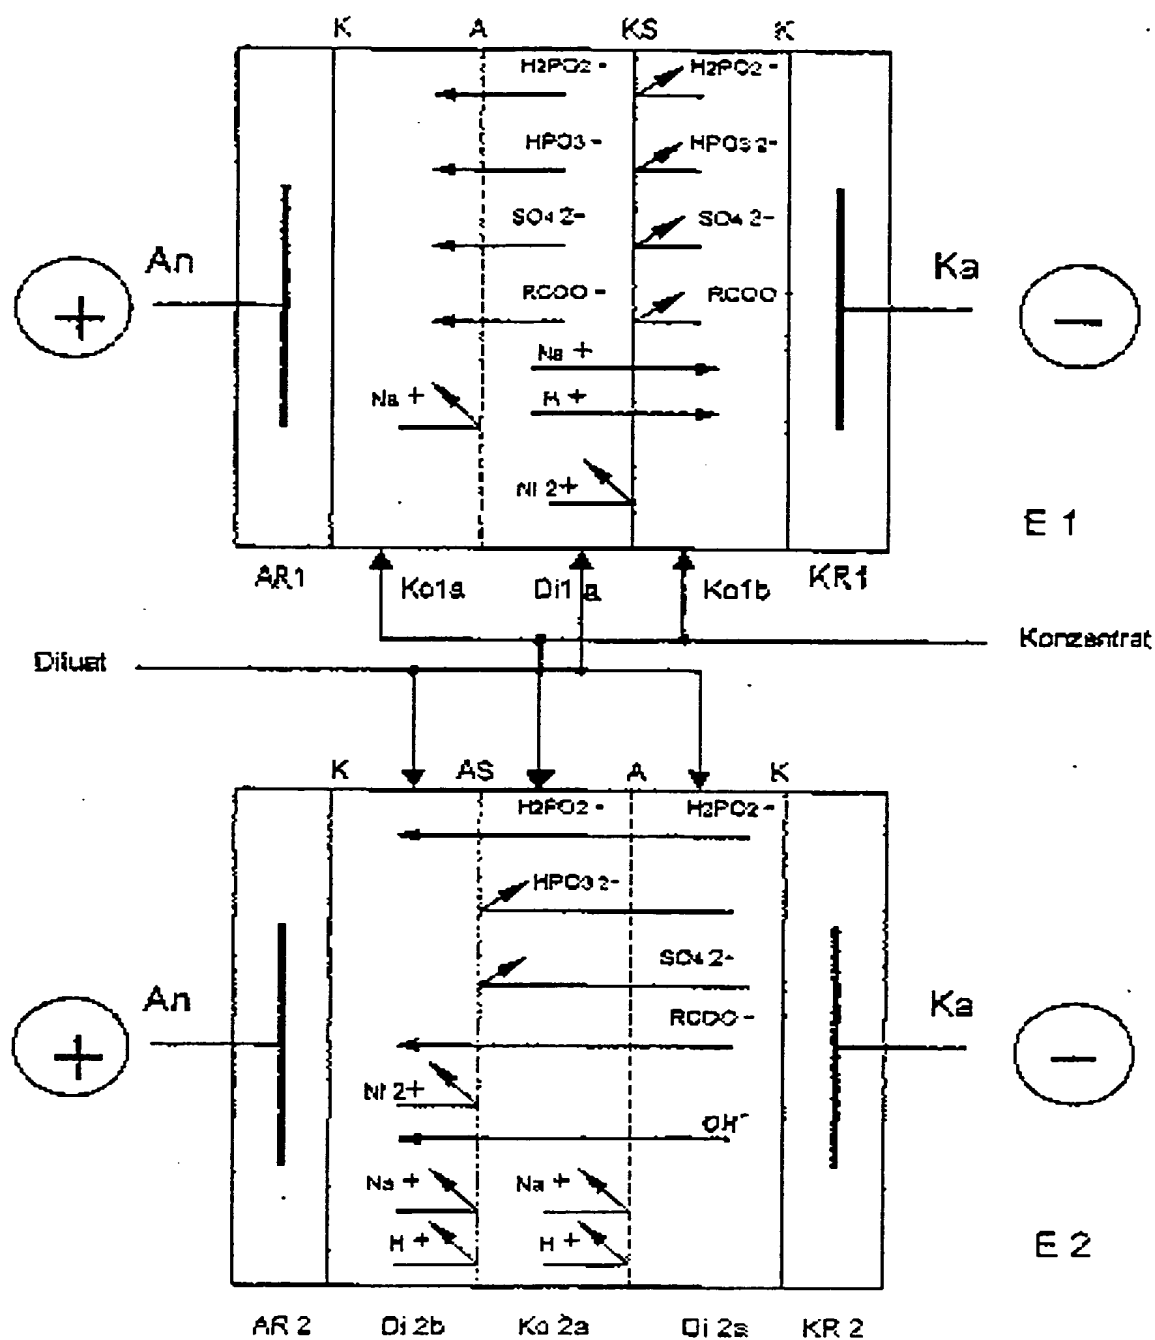 K A KS K
H2PO2 - H2PO2 -
HPO3 - HPO3 2-
SO4 2- SO4 2-
An Ka
RCOO - RCOO
+ −
Na +
Na + H +
Ni 2+
E 1
AR1 Ko1a Di1 a Ko1b KR1
Konzentrat
Diluat
K AS A K
H2PO2 - H2PO2 -
HPO3 2-
SO4 2-
An Ka
RCOO -
+ −
Ni 2+
OH-
Na + Na +
H + H +
E 2
AR 2 Di 2b Ko 2a Di 2a KR 2